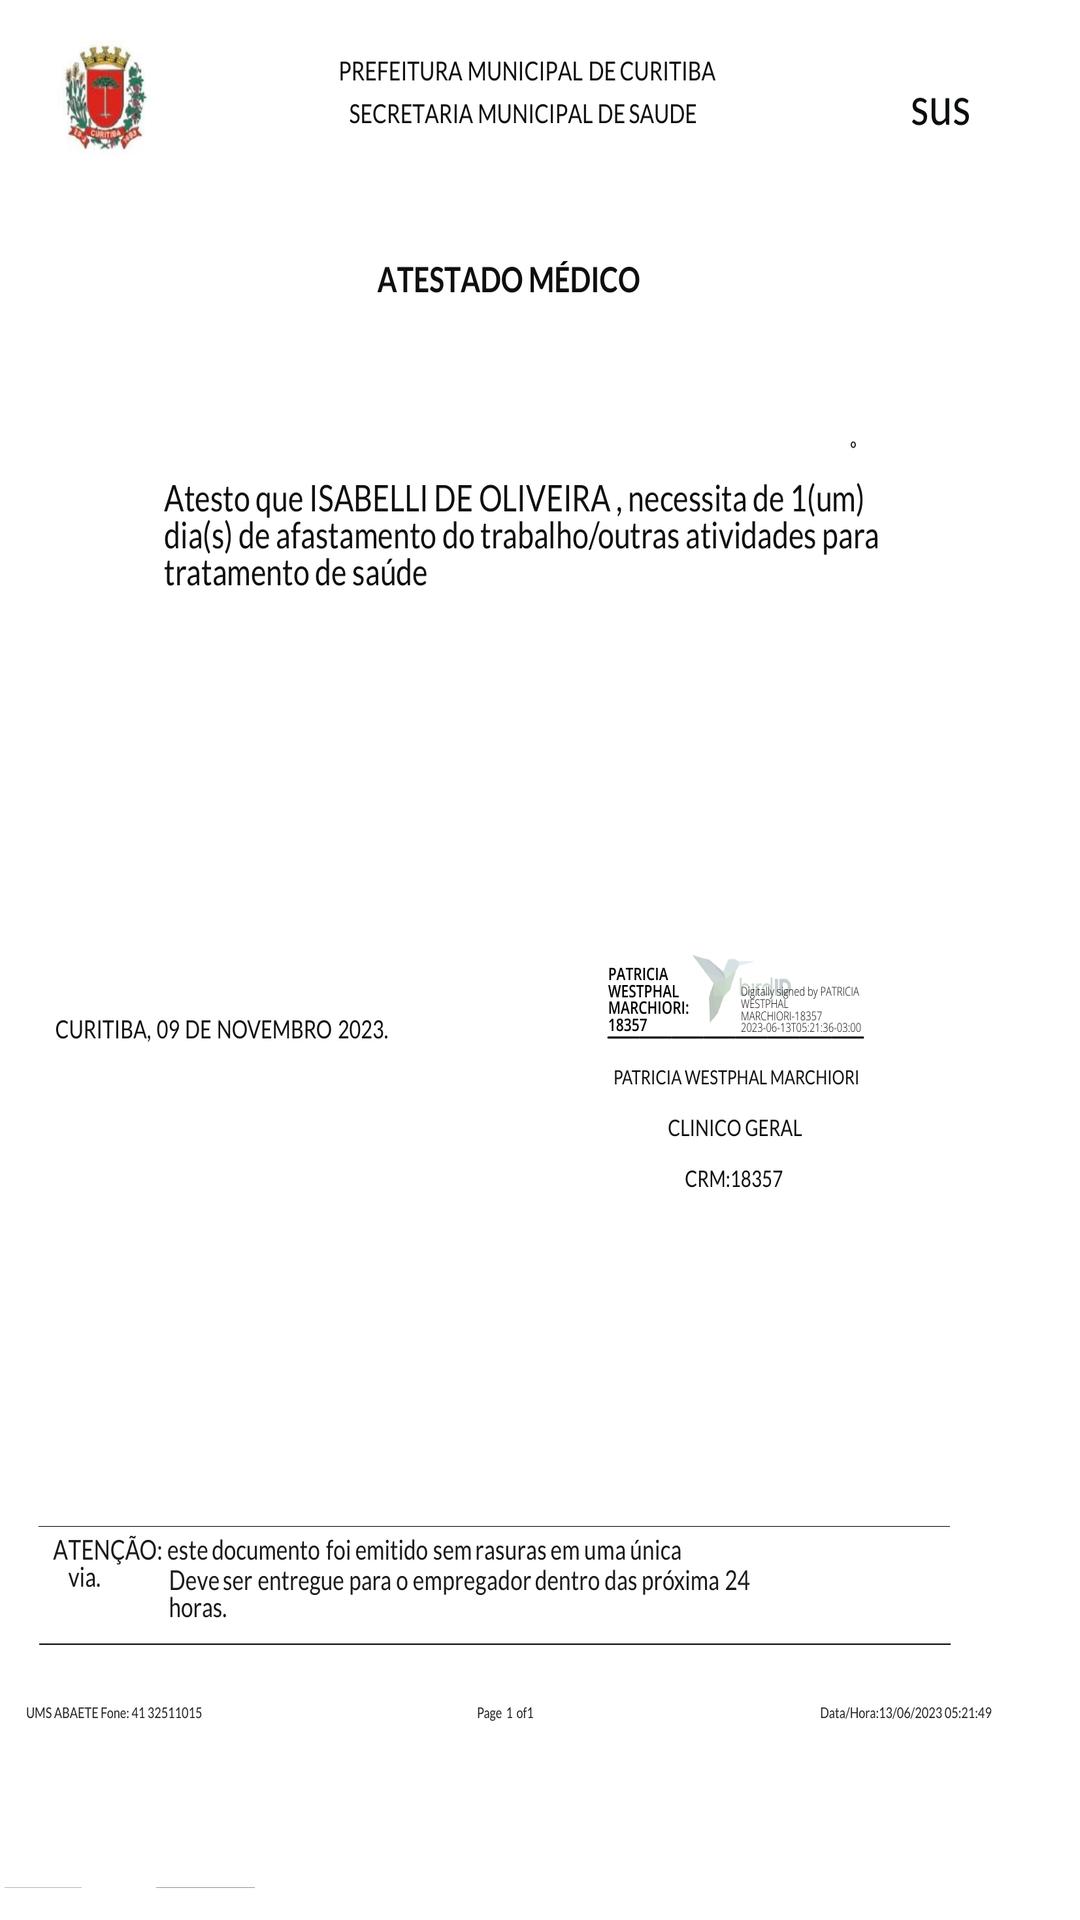 PREFEITURA MUNICIPAL DE CURITIBA
SECRETARIA MUNICIPAL DE SAUDE
sus
CURITIBA
ATESTADO MÉDICO
º
Atesto que ISABELLI DE OLIVEIRA , necessita de 1(um)
dia(s) de afastamento do trabalho/outras atividades para
tratamento de saúde
CURITIBA, 09 DE NOVEMBRO 2023.
PATRICIA
WESTPHAL
MARCHIORI:
18357
Digitally signed by PATRICIA
WESTPHAL
MARCHIORI-18357
2023-06-13T05:21:36-03:00
PATRICIA WESTPHAL MARCHIORI
CLINICO GERAL
CRM:18357
ATENÇÃO: este documento foi emitido sem rasuras em uma única
via.
Deve ser entregue para o empregador dentro das próxima 24
horas.
UMS ABAETE Fone: 41 32511015
Page 1 of1
Data/Hora:13/06/2023 05:21:49